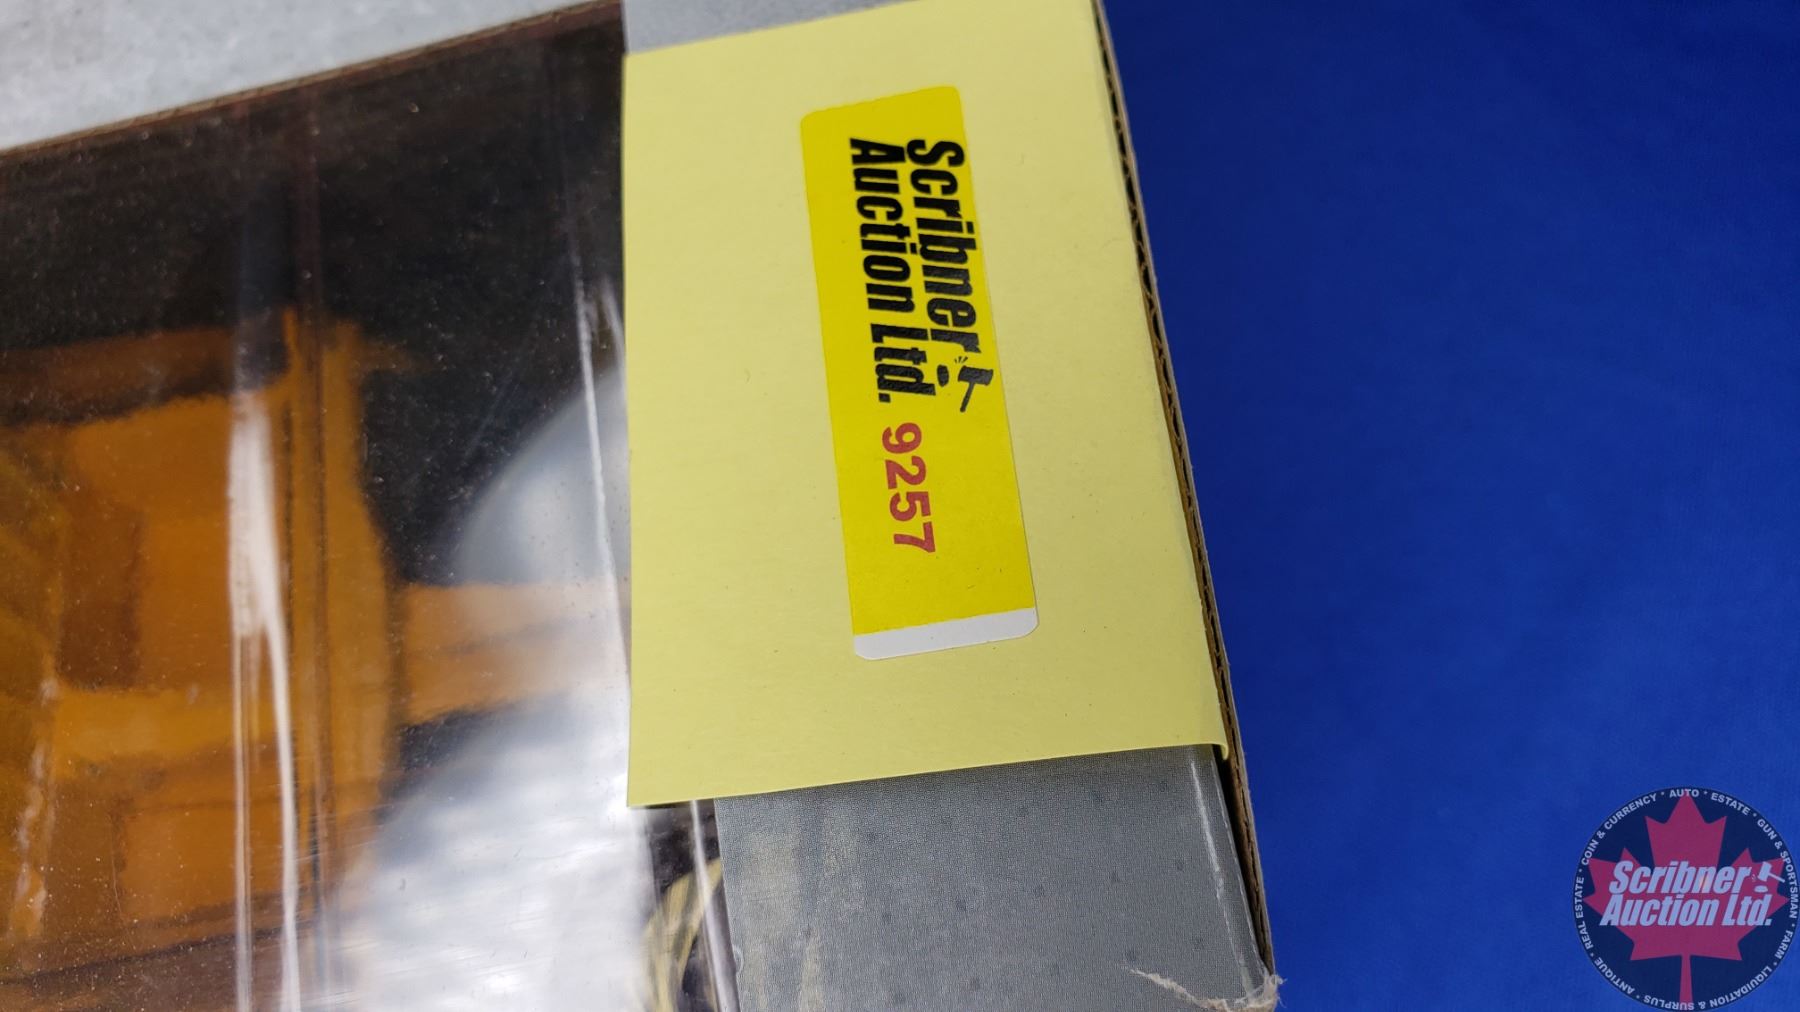 Scribner
Auction Ltd. 9257
COIN & CURRENCY * AUTO * ESTATE * GUN & SPORTSMAN * FARM * LIQUIDATION & SURPLUS * ANTIQUE * REAL ESTATE *
Scribner
Auction Ltd.